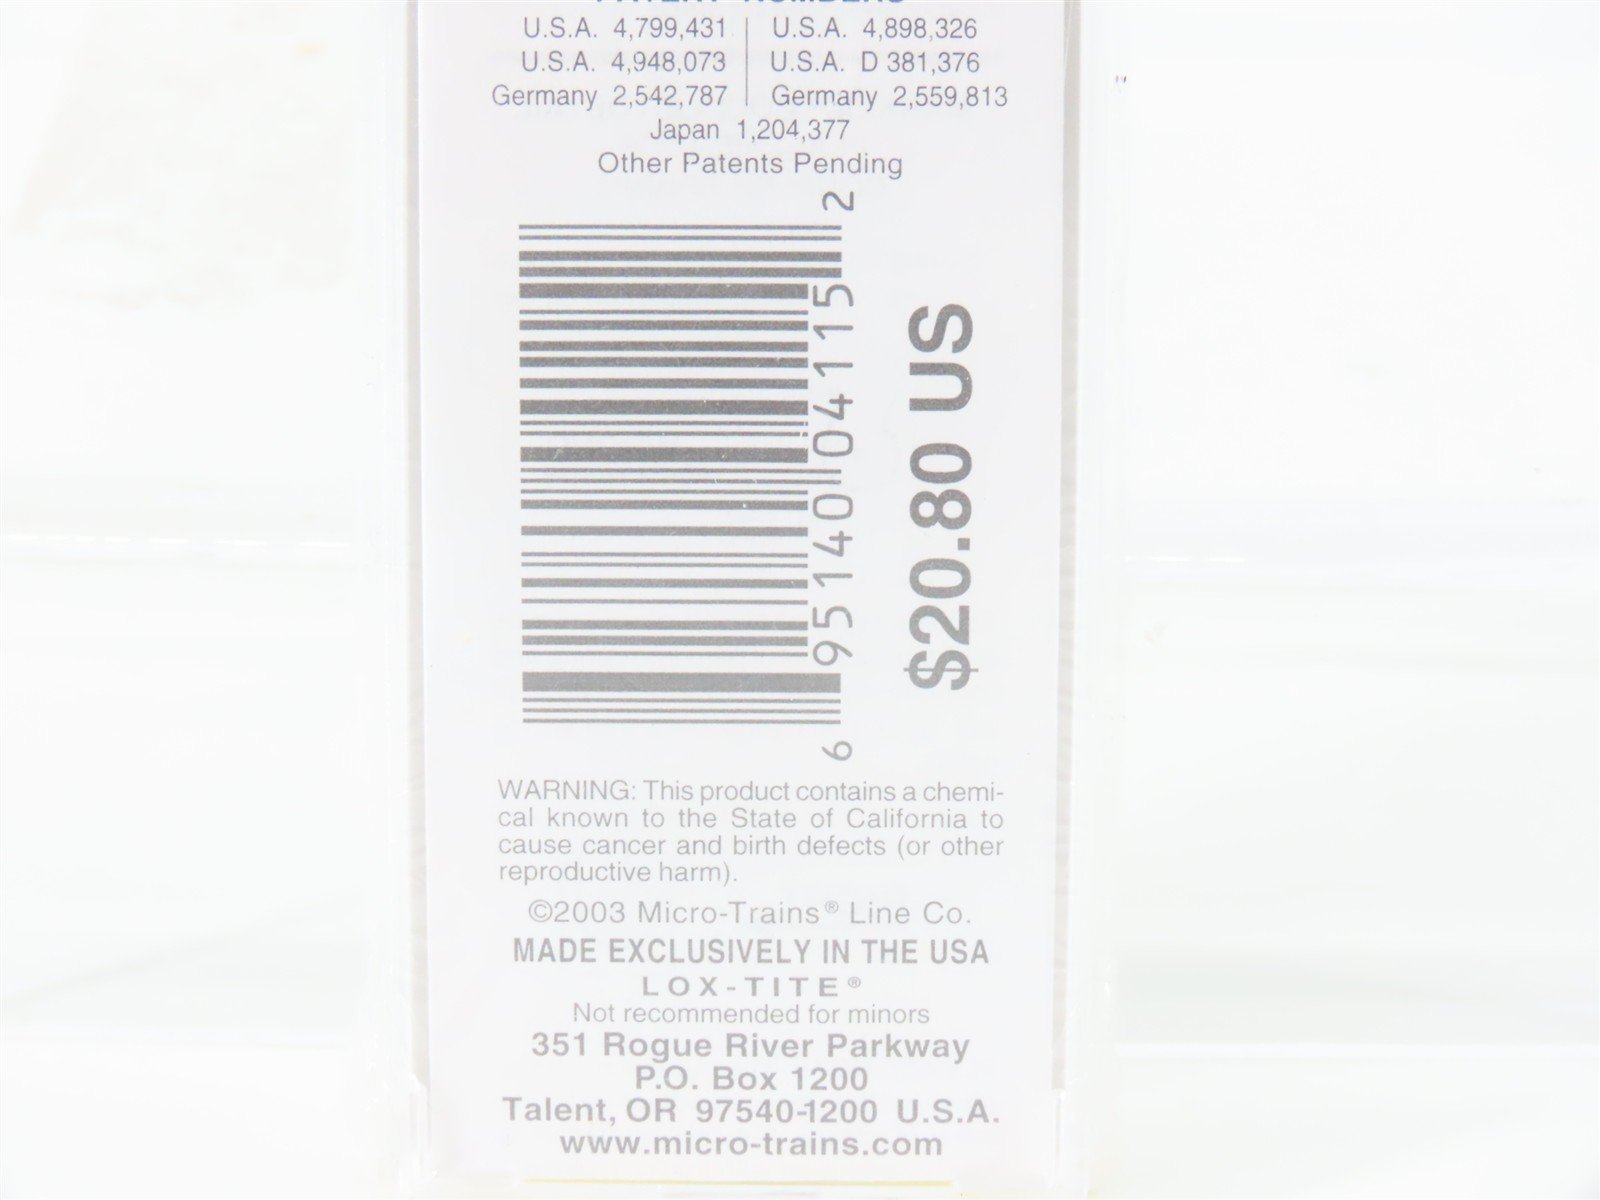 PATENT NUMBERS
U.S.A. 4,799,431 | U.S.A. 4,898,326
U.S.A. 4,948,073 | U.S.A. D 381,376
Germany 2,542,787 | Germany 2,559,813
Japan 1,204,377
Other Patents Pending
6 95140 04115 2
$20.80 US
WARNING: This product contains a chemi-
cal known to the State of California to
cause cancer and birth defects (or other
reproductive harm).
©2003 Micro-Trains® Line Co.
MADE EXCLUSIVELY IN THE USA
LOX-TITE®
Not recommended for minors
351 Rogue River Parkway
P.O. Box 1200
Talent, OR 97540-1200 U.S.A.
www.micro-trains.com